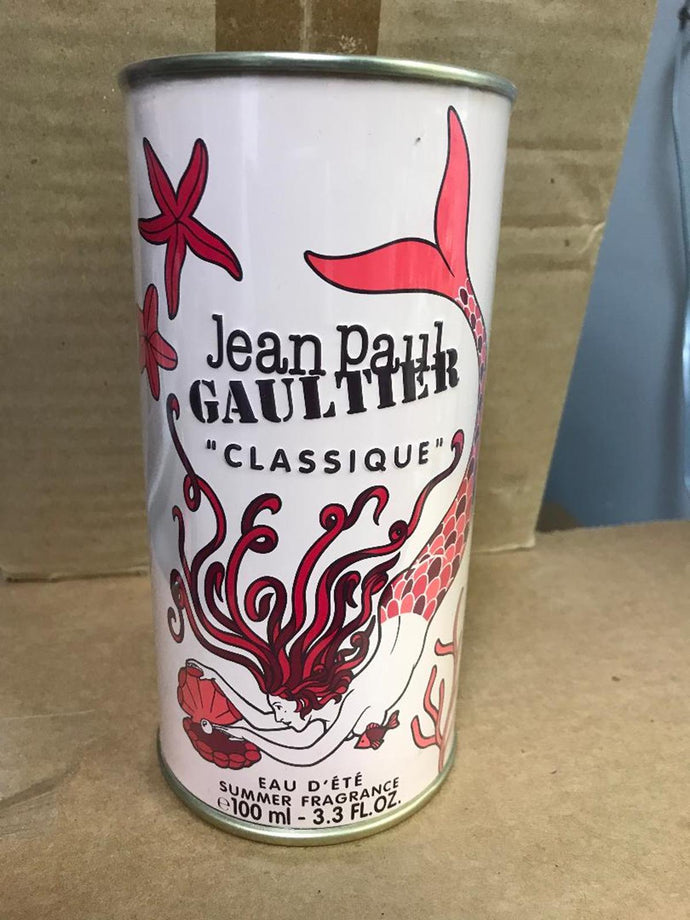 Jean Paul
GAULTIER
"CLASSIQUE"
EAU D'ÉTÉ
SUMMER FRAGRANCE
℮100 ml - 3.3 FL.OZ.